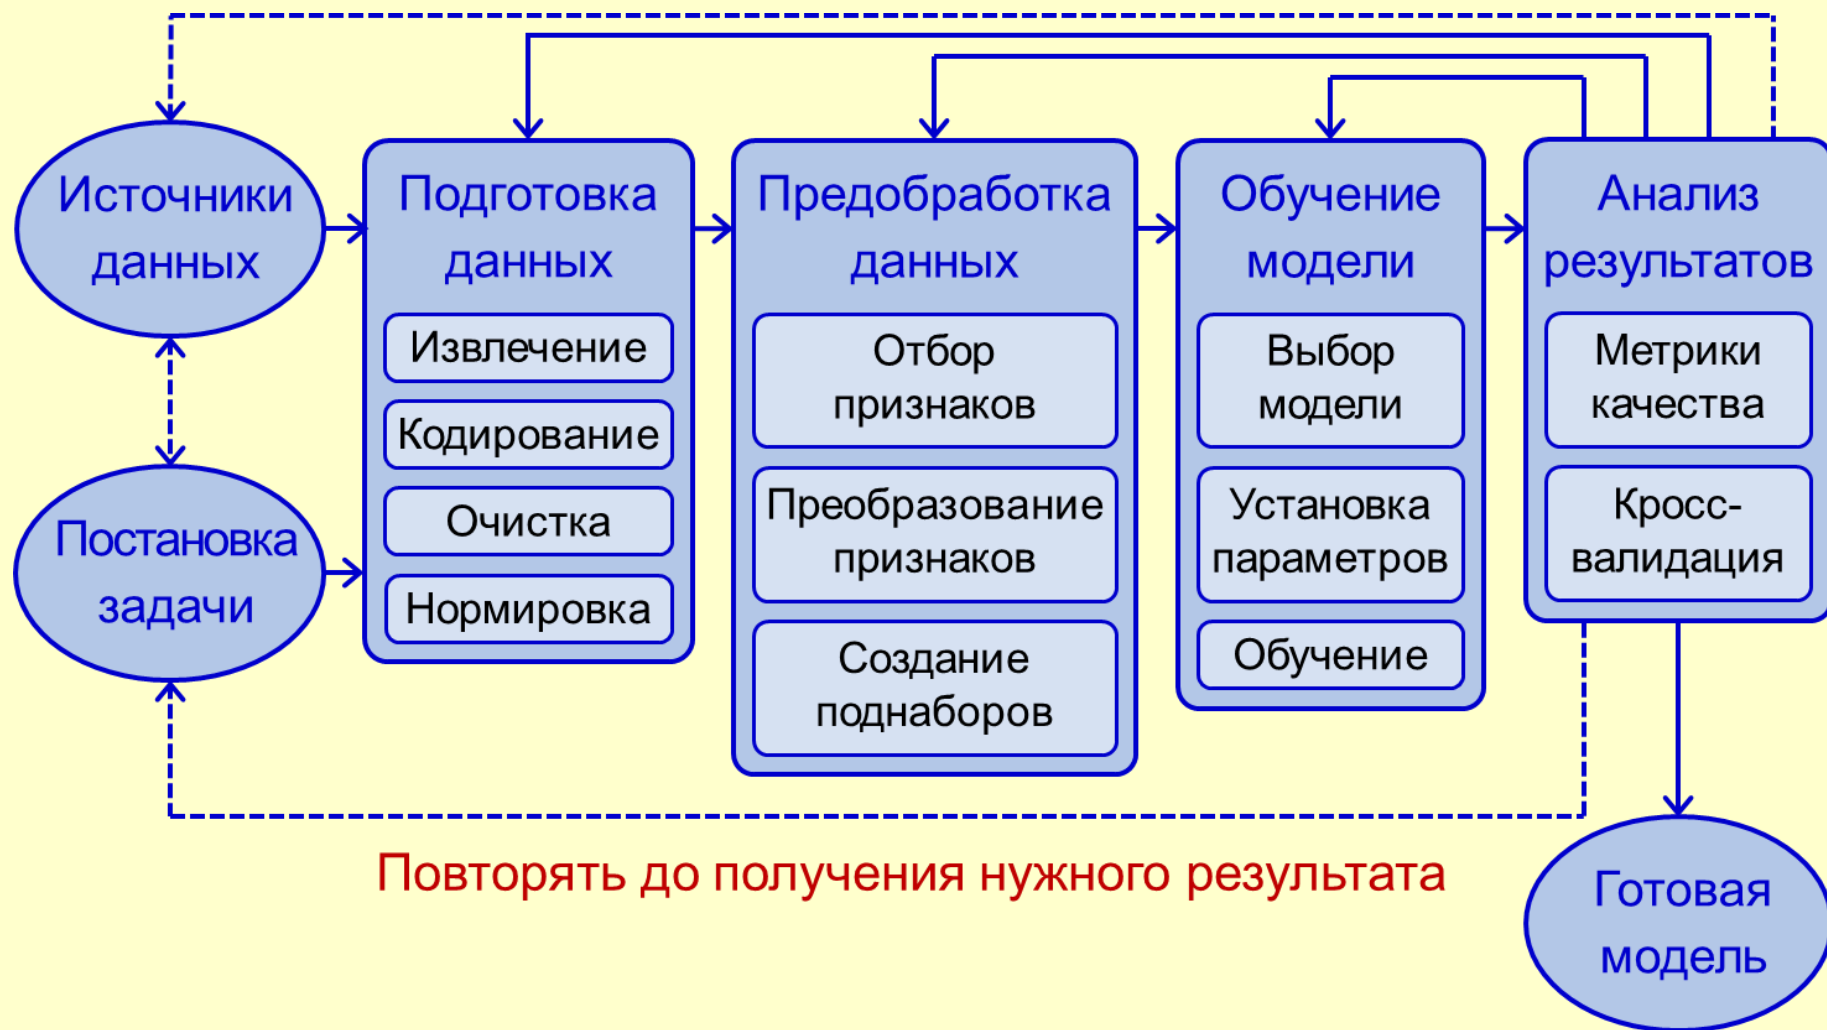 Источники
данных
Постановка
задачи
Подготовка
данных
Извлечение
Кодирование
Очистка
Нормировка
Предобработка
данных
Отбор
признаков
Преобразование
признаков
Создание
поднаборов
Обучение
модели
Выбор
модели
Установка
параметров
Обучение
Анализ
результатов
Метрики
качества
Кросс-
валидация
Повторять до получения нужного результата
Готовая
модель